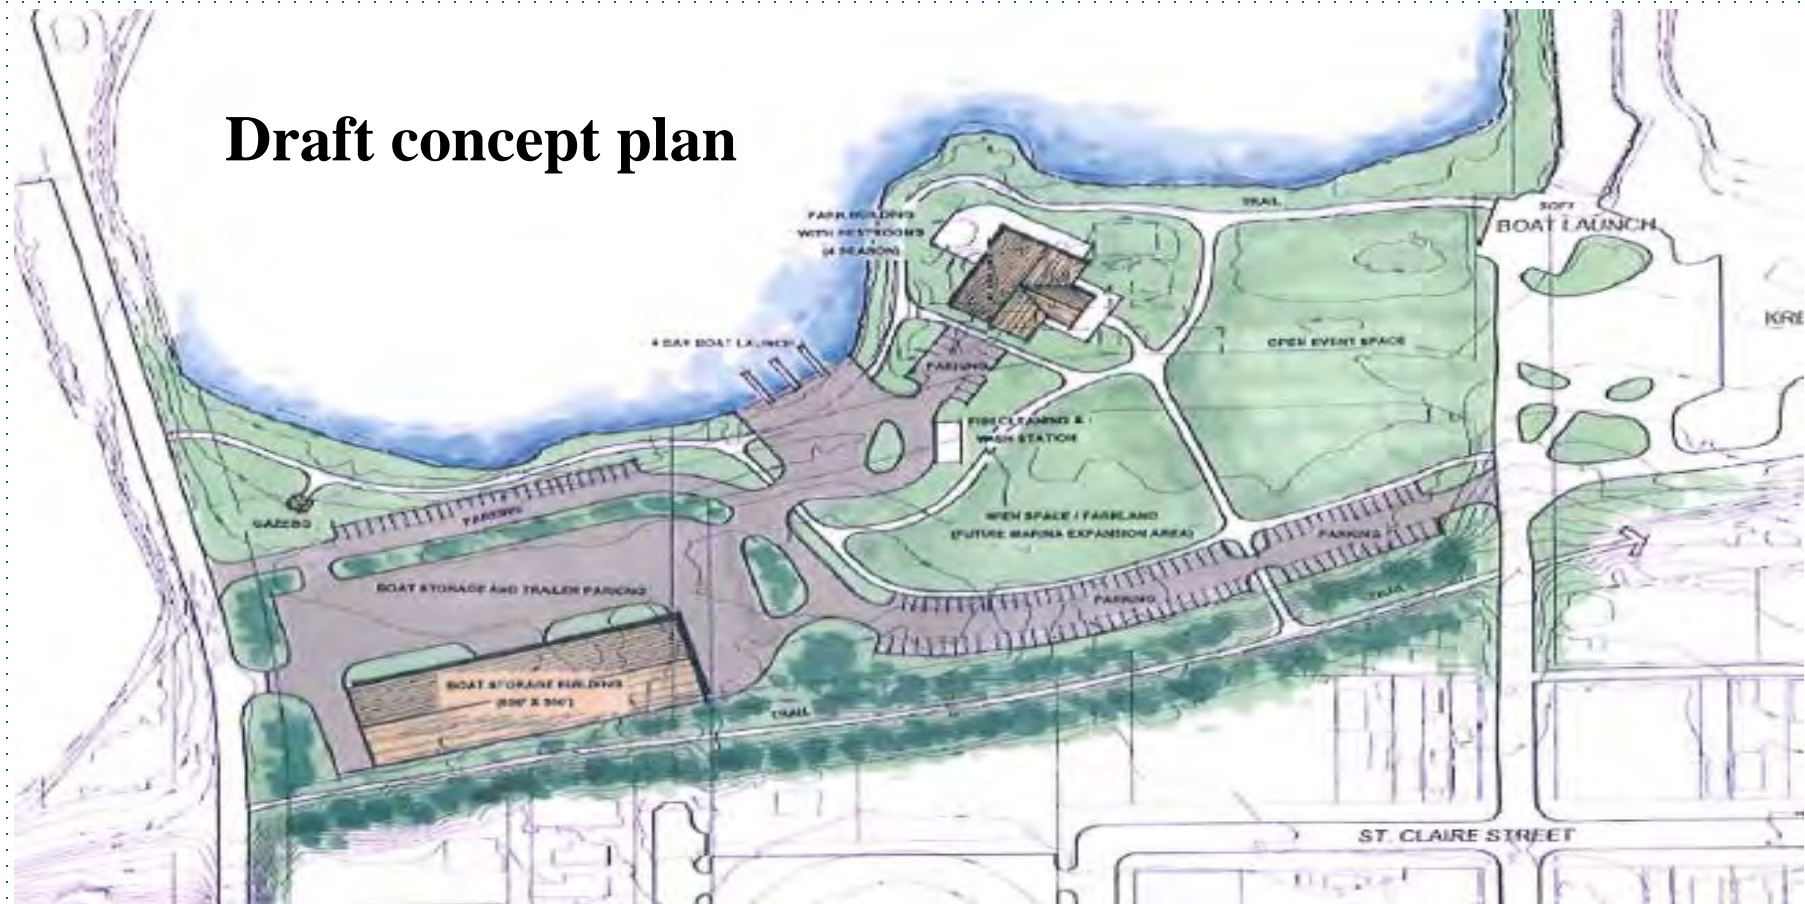 Draft concept plan
PARK BUILDING
WITH RESTROOMS
(4 SEASON)
TRAIL
SOFT
BOAT LAUNCH
KRE
4 BAY BOAT LAUNCH
OPEN EVENT SPACE
PARKING
FISH CLEANING &
WASH STATION
GAZEBO
PARKING
OPEN SPACE / PARKLAND
(FUTURE MARINA EXPANSION AREA)
PARKING
BOAT STORAGE AND TRAILER PARKING
PARKING
TRAIL
BOAT STORAGE BUILDING
TRAIL
ST. CLAIRE STREET